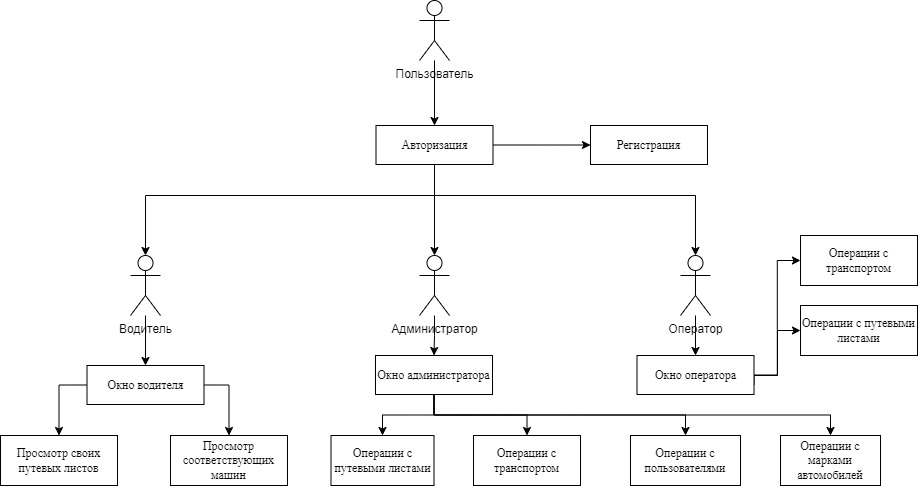 Пользователь
Авторизация
Регистрация
Водитель
Администратор
Оператор
Операции с
транспортом
Операции с путевыми
листами
Окно водителя
Окно администратора
Окно оператора
Просмотр своих
путевых листов
Просмотр
соответствующих
машин
Операции с
путевыми листами
Операции с
транспортом
Операции с
пользователями
Операции с
марками
автомобилей